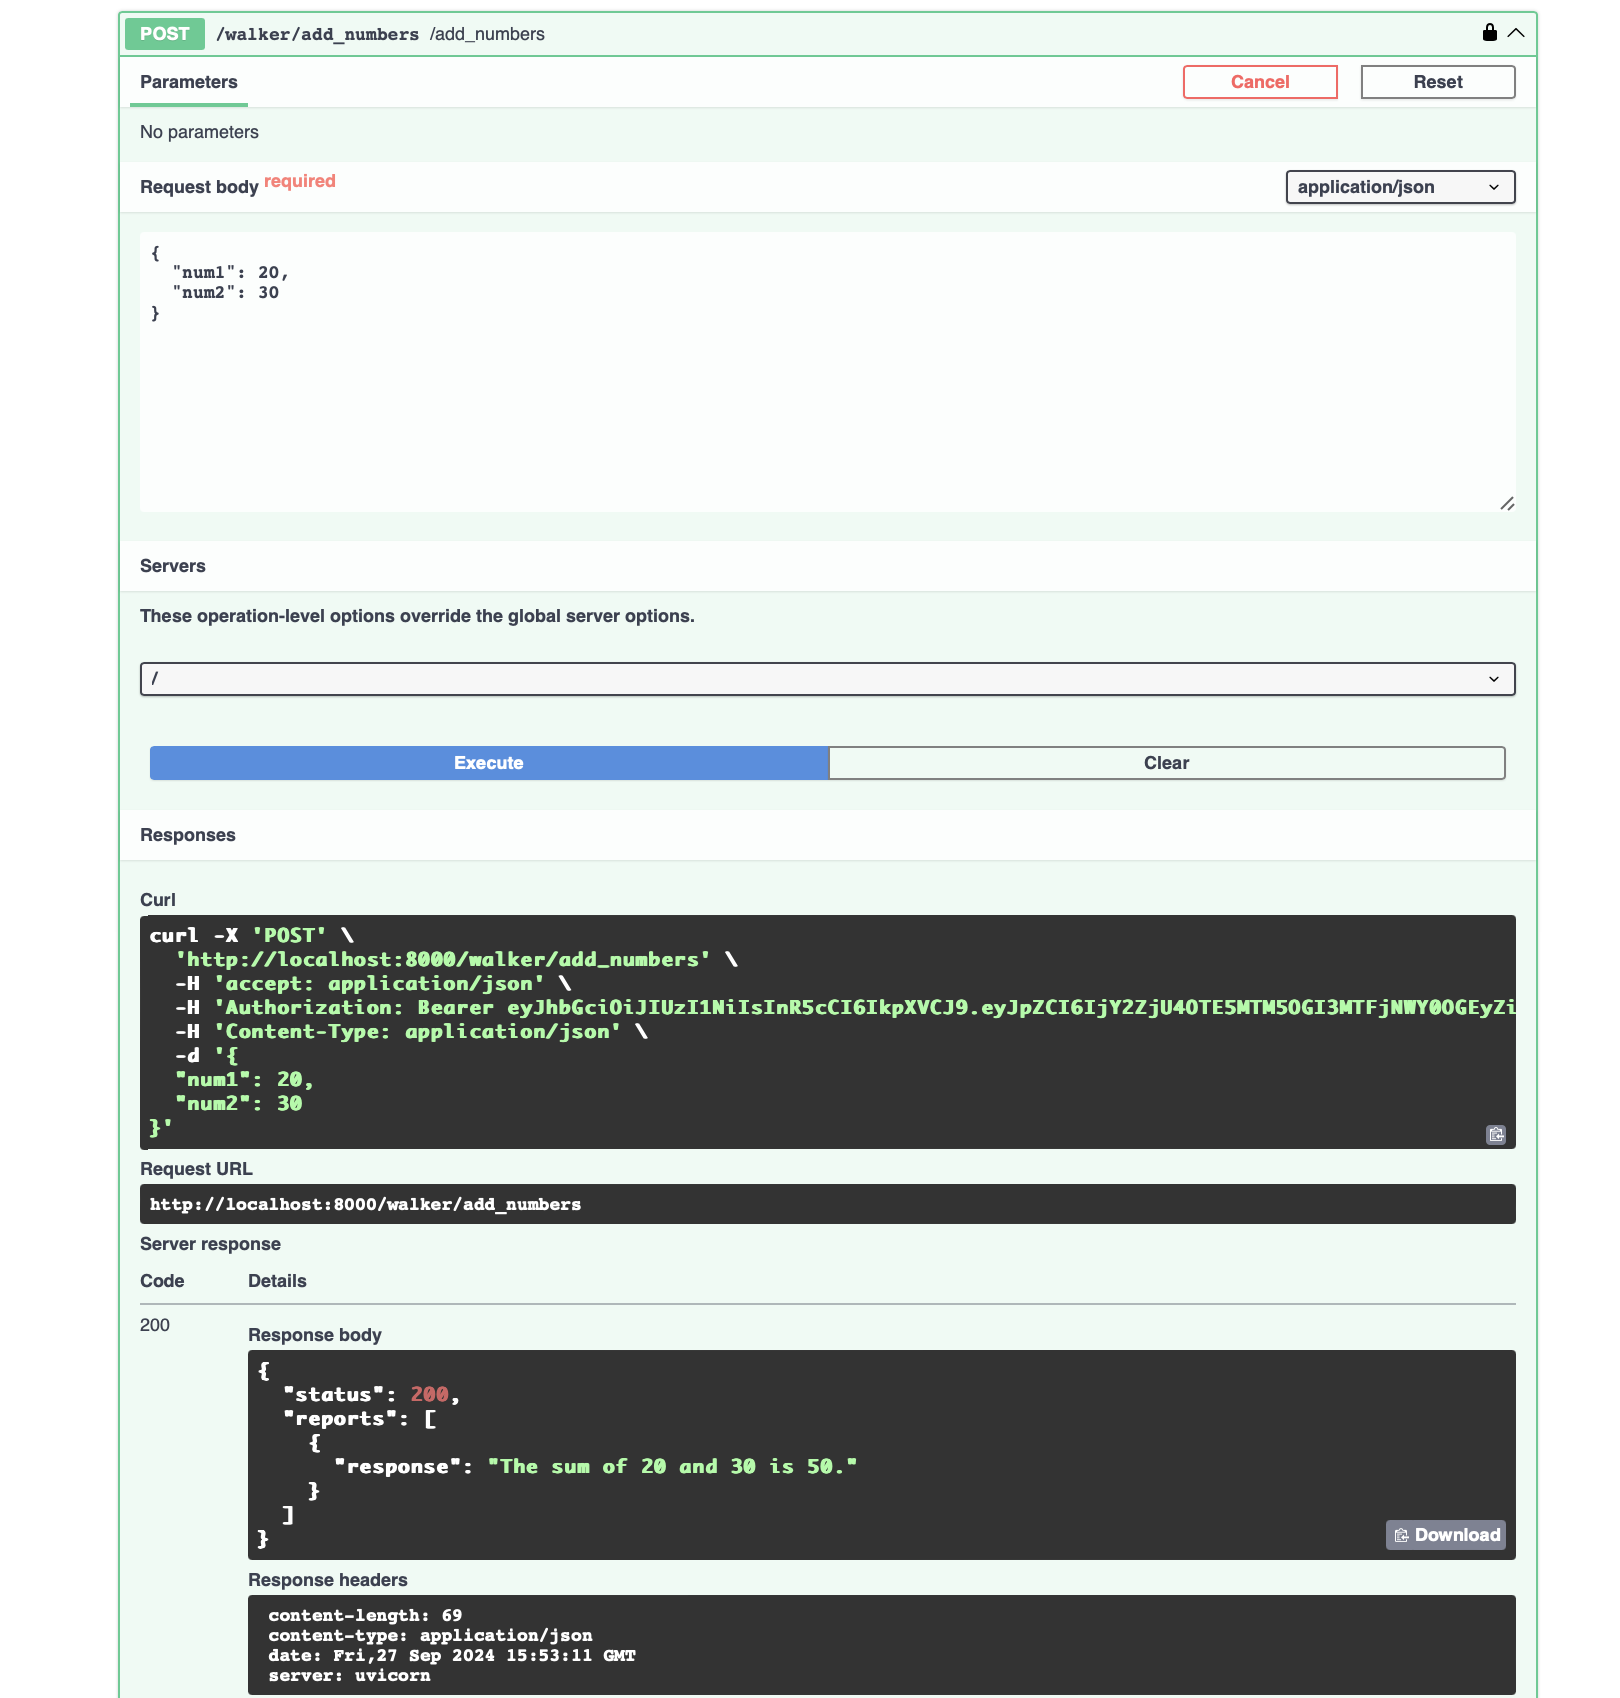 POST /walker/add_numbers /add_numbers
Parameters
Cancel
Reset
No parameters
Request body required
application/json
{
  "num1": 20,
  "num2": 30
}
Servers
These operation-level options override the global server options.
/
Execute
Clear
Responses
Curl
curl -X 'POST' \
  'http://localhost:8000/walker/add_numbers' \
  -H 'accept: application/json' \
  -H 'Authorization: Bearer eyJhbGciOiJIUzI1NiIsInR5cCI6IkpXVCJ9.eyJpZCI6IjY2ZjU4OTE5MTM5OGI3MTFjNWY0OGEyZi
  -H 'Content-Type: application/json' \
  -d '{
  "num1": 20,
  "num2": 30
}'
Request URL
http://localhost:8000/walker/add_numbers
Server response
Code Details
200
Response body
{
  "status": 200,
  "reports": [
    {
      "response": "The sum of 20 and 30 is 50."
    }
  ]
}
Download
Response headers
content-length: 69
content-type: application/json
date: Fri,27 Sep 2024 15:53:11 GMT
server: uvicorn